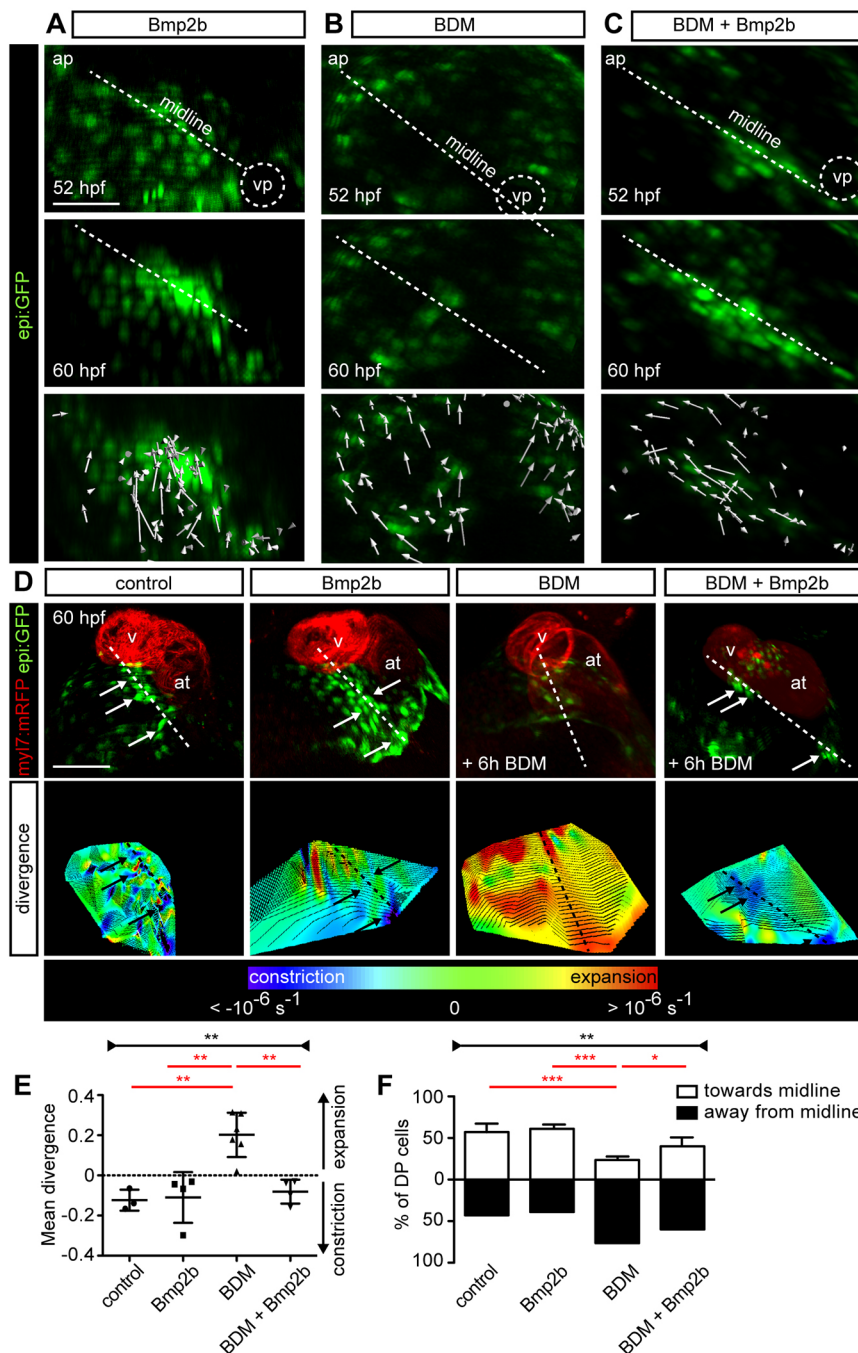 A
Bmp2b
B
BDM
C
BDM + Bmp2b
epi:GFP
ap
midline
vp
52 hpf
ap
midline
vp
52 hpf
ap
midline
vp
52 hpf
60 hpf
60 hpf
60 hpf
D
control
Bmp2b
BDM
BDM + Bmp2b
myl7:mRFP epi:GFP
60 hpf
v
at
v
at
v
at
+ 6h BDM
v
at
+ 6h BDM
divergence
constriction
expansion
< -10⁻⁶ s⁻¹
0
> 10⁻⁶ s⁻¹
E
**
** **
**
Mean divergence
0.4
0.2
0
-0.2
-0.4
expansion
constriction
control
Bmp2b
BDM
BDM + Bmp2b
F
**
*** *
***
towards midline
away from midline
% of DP cells
100
50
0
50
100
control
Bmp2b
BDM
BDM + Bmp2b